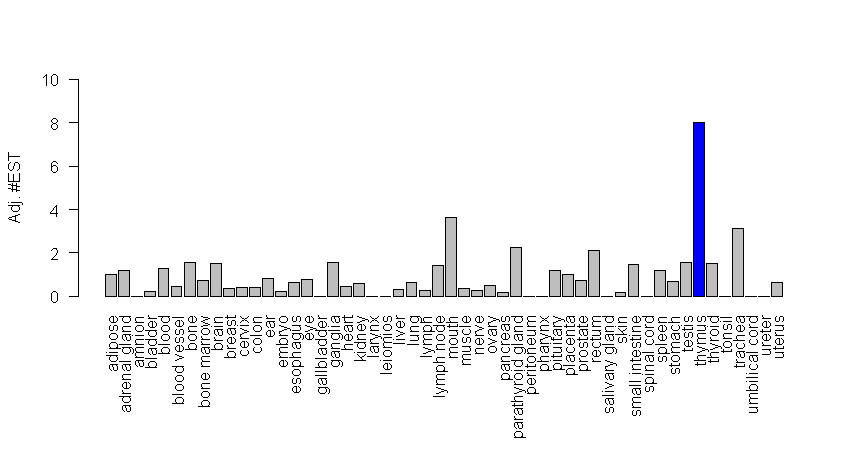 10
8
6
4
2
0
Adj. #EST
adipose
adrenal gland
amnion
bladder
blood
blood vessel
bone
bone marrow
brain
breast
cervix
colon
ear
embryo
esophagus
eye
gallbladder
ganglia
heart
kidney
larynx
leiomios
liver
lung
lymph
lymph node
mouth
muscle
nerve
ovary
pancreas
parathyroid gland
peritoneum
pharynx
pituitary
placenta
prostate
rectum
salivary gland
skin
small intestine
spinal cord
spleen
stomach
testis
thymus
thyroid
tonsil
trachea
umbilical cord
ureter
uterus